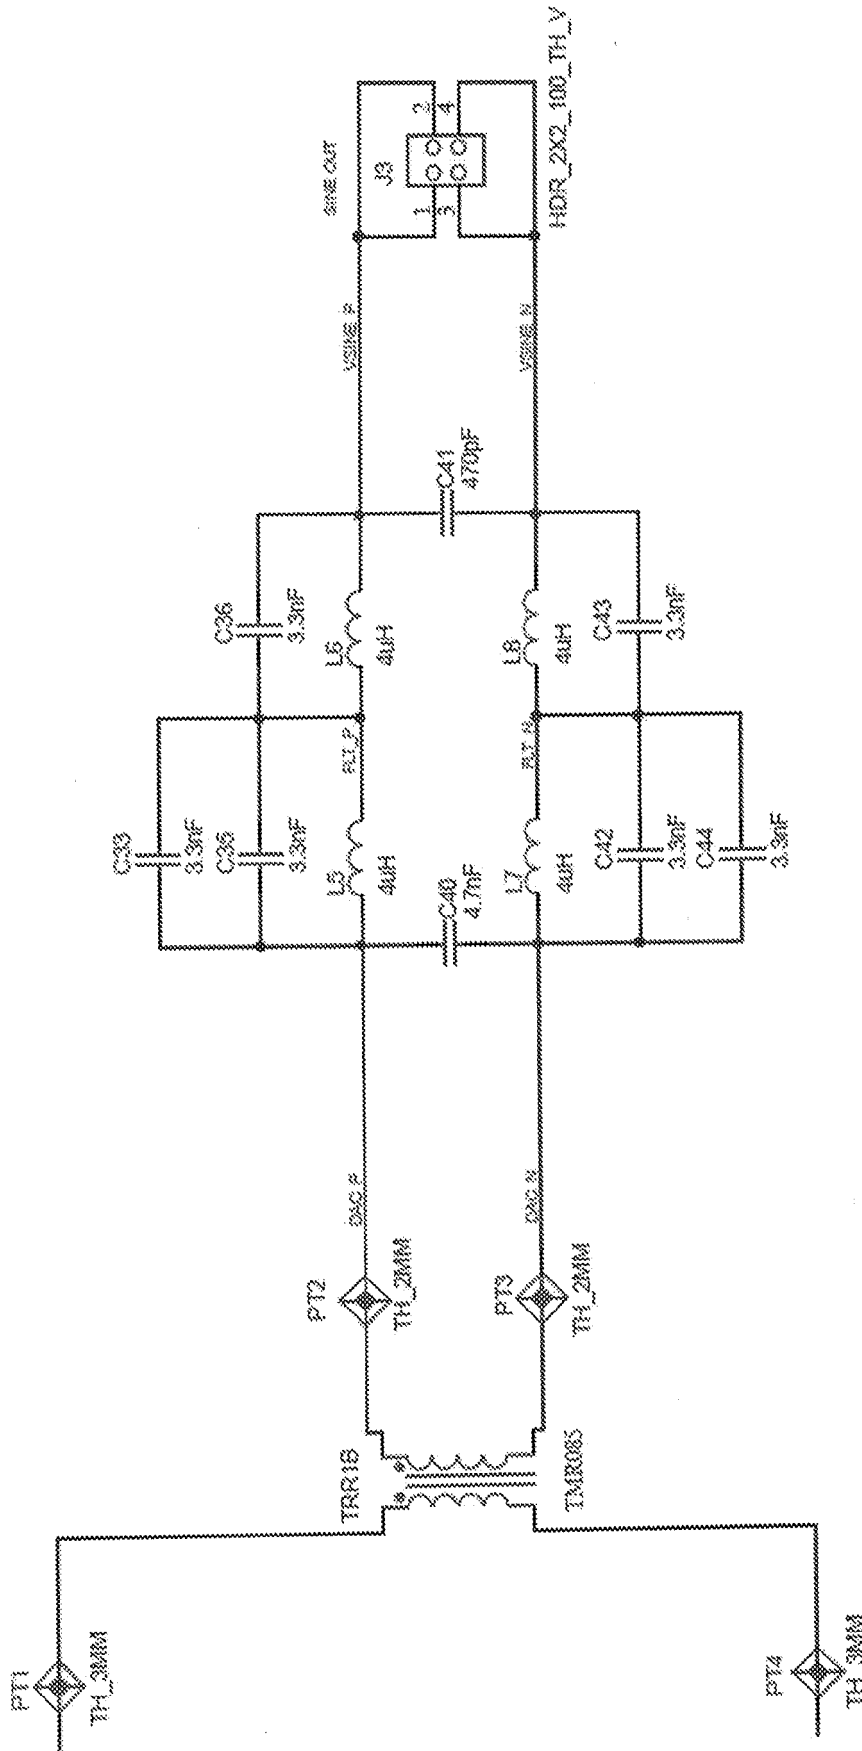 PT1
TH_3MM
PT4
TH_3MM
TRR1B
TMR085
PT2
TH_2MM
PT3
TH_2MM
DAC_P
DAC_N
C33
3.3nF
C35
3.3nF
L5
4uH
C40
4.7nF
L7
4uH
C42
3.3nF
C44
3.3nF
FLT_P
FLT_N
C36
3.3nF
L6
4uH
L8
4uH
C43
3.3nF
C41
470pF
VSINE_P
VSINE_N
SINE OUT
J9
1
2
3
4
HDR_2X2_100_TH_V